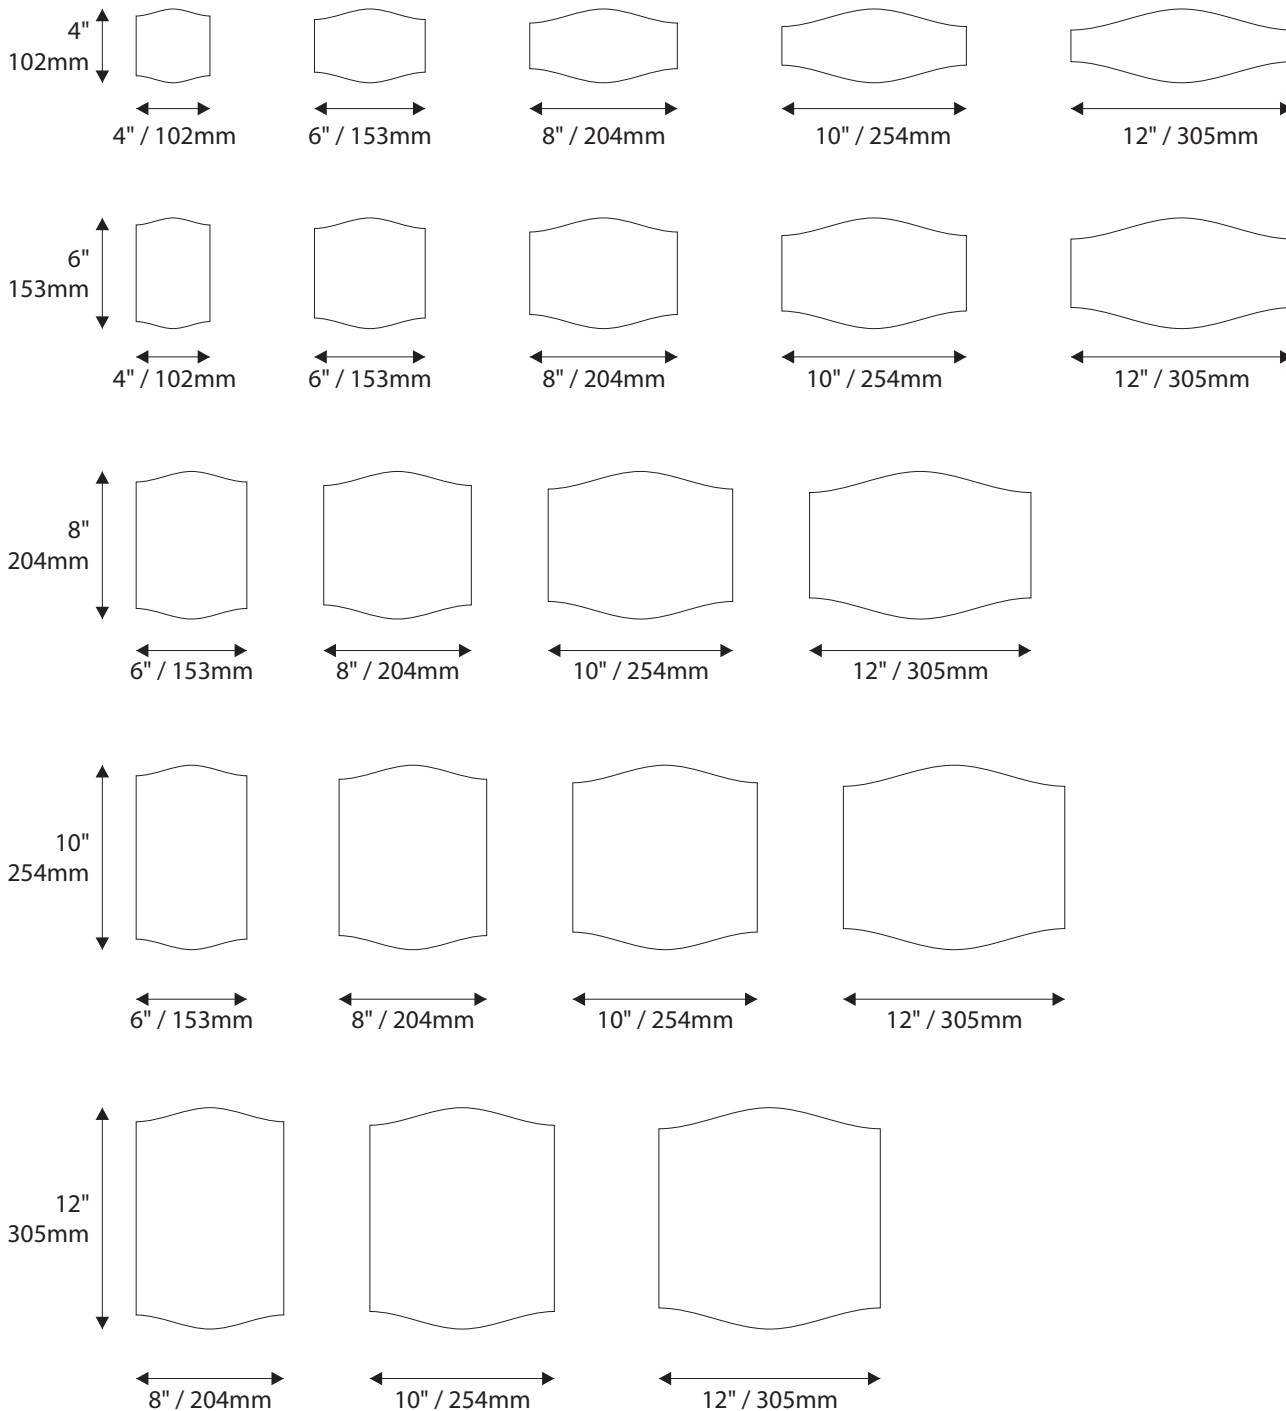 4"
102mm
4" / 102mm
6" / 153mm
8" / 204mm
10" / 254mm
12" / 305mm
6"
153mm
4" / 102mm
6" / 153mm
8" / 204mm
10" / 254mm
12" / 305mm
8"
204mm
6" / 153mm
8" / 204mm
10" / 254mm
12" / 305mm
10"
254mm
6" / 153mm
8" / 204mm
10" / 254mm
12" / 305mm
12"
305mm
8" / 204mm
10" / 254mm
12" / 305mm